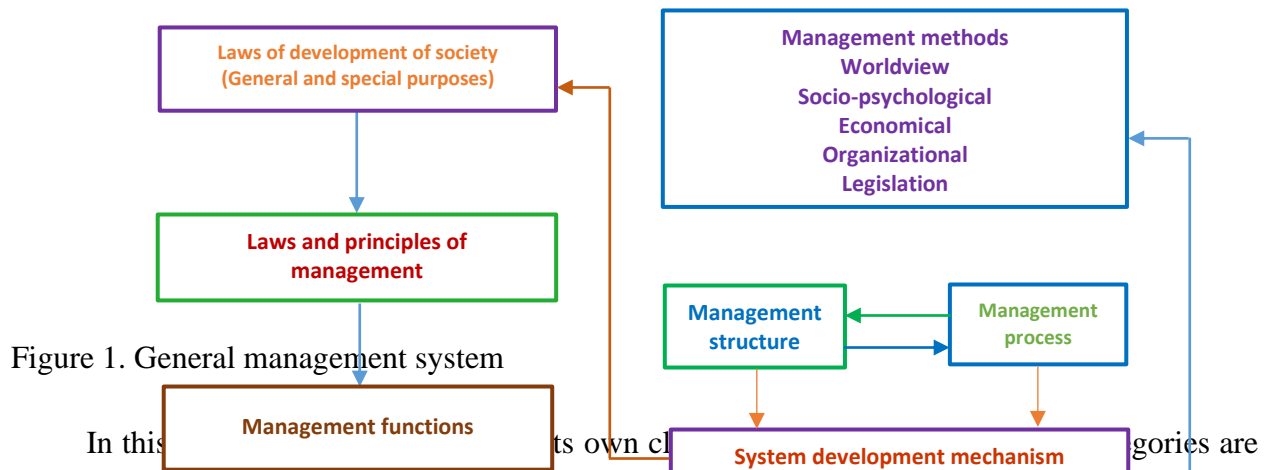 Laws of development of society
(General and special purposes)
Management methods
Worldview
Socio-psychological
Economical
Organizational
Legislation
Laws and principles of
management
Management
structure
Management
process
Figure 1. General management system
Management functions
In this ts own cl gories are
System development mechanism